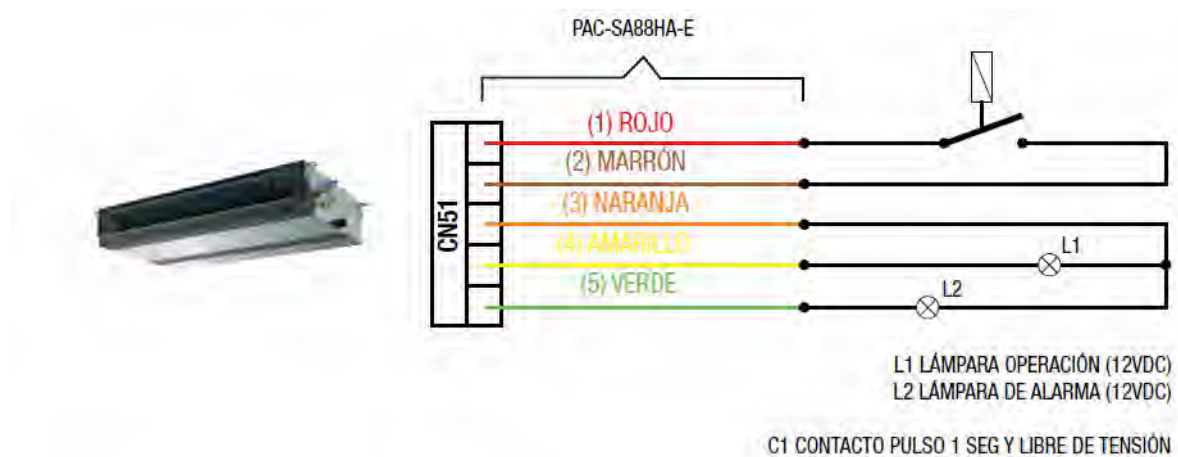 PAC-SA88HA-E
(1) ROJO
(2) MARRÓN
(3) NARANJA
(4) AMARILLO
(5) VERDE
CN51
L1
L2
L1 LÁMPARA OPERACIÓN (12VDC)
L2 LÁMPARA DE ALARMA (12VDC)
C1 CONTACTO PULSO 1 SEG Y LIBRE DE TENSIÓN